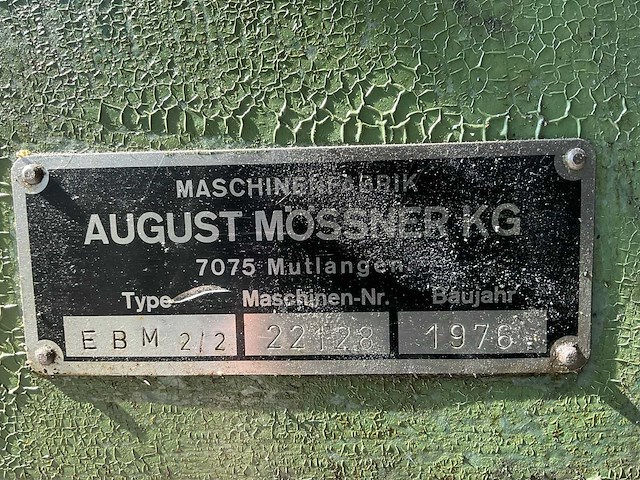 MASCHINENFABRIK
AUGUST MÖSSNER KG
7075 Mutlangen
Type Maschinen-Nr. Baujahr
EBM 2/2 22128 1976